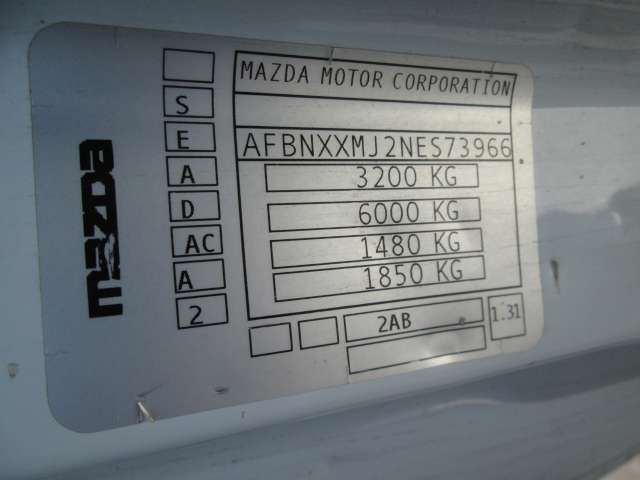 mazda
S
E
A
D
AC
A
2
MAZDA MOTOR CORPORATION
AFBNXXMJ2NES73966
3200 KG
6000 KG
1480 KG
1850 KG
2AB
1.31